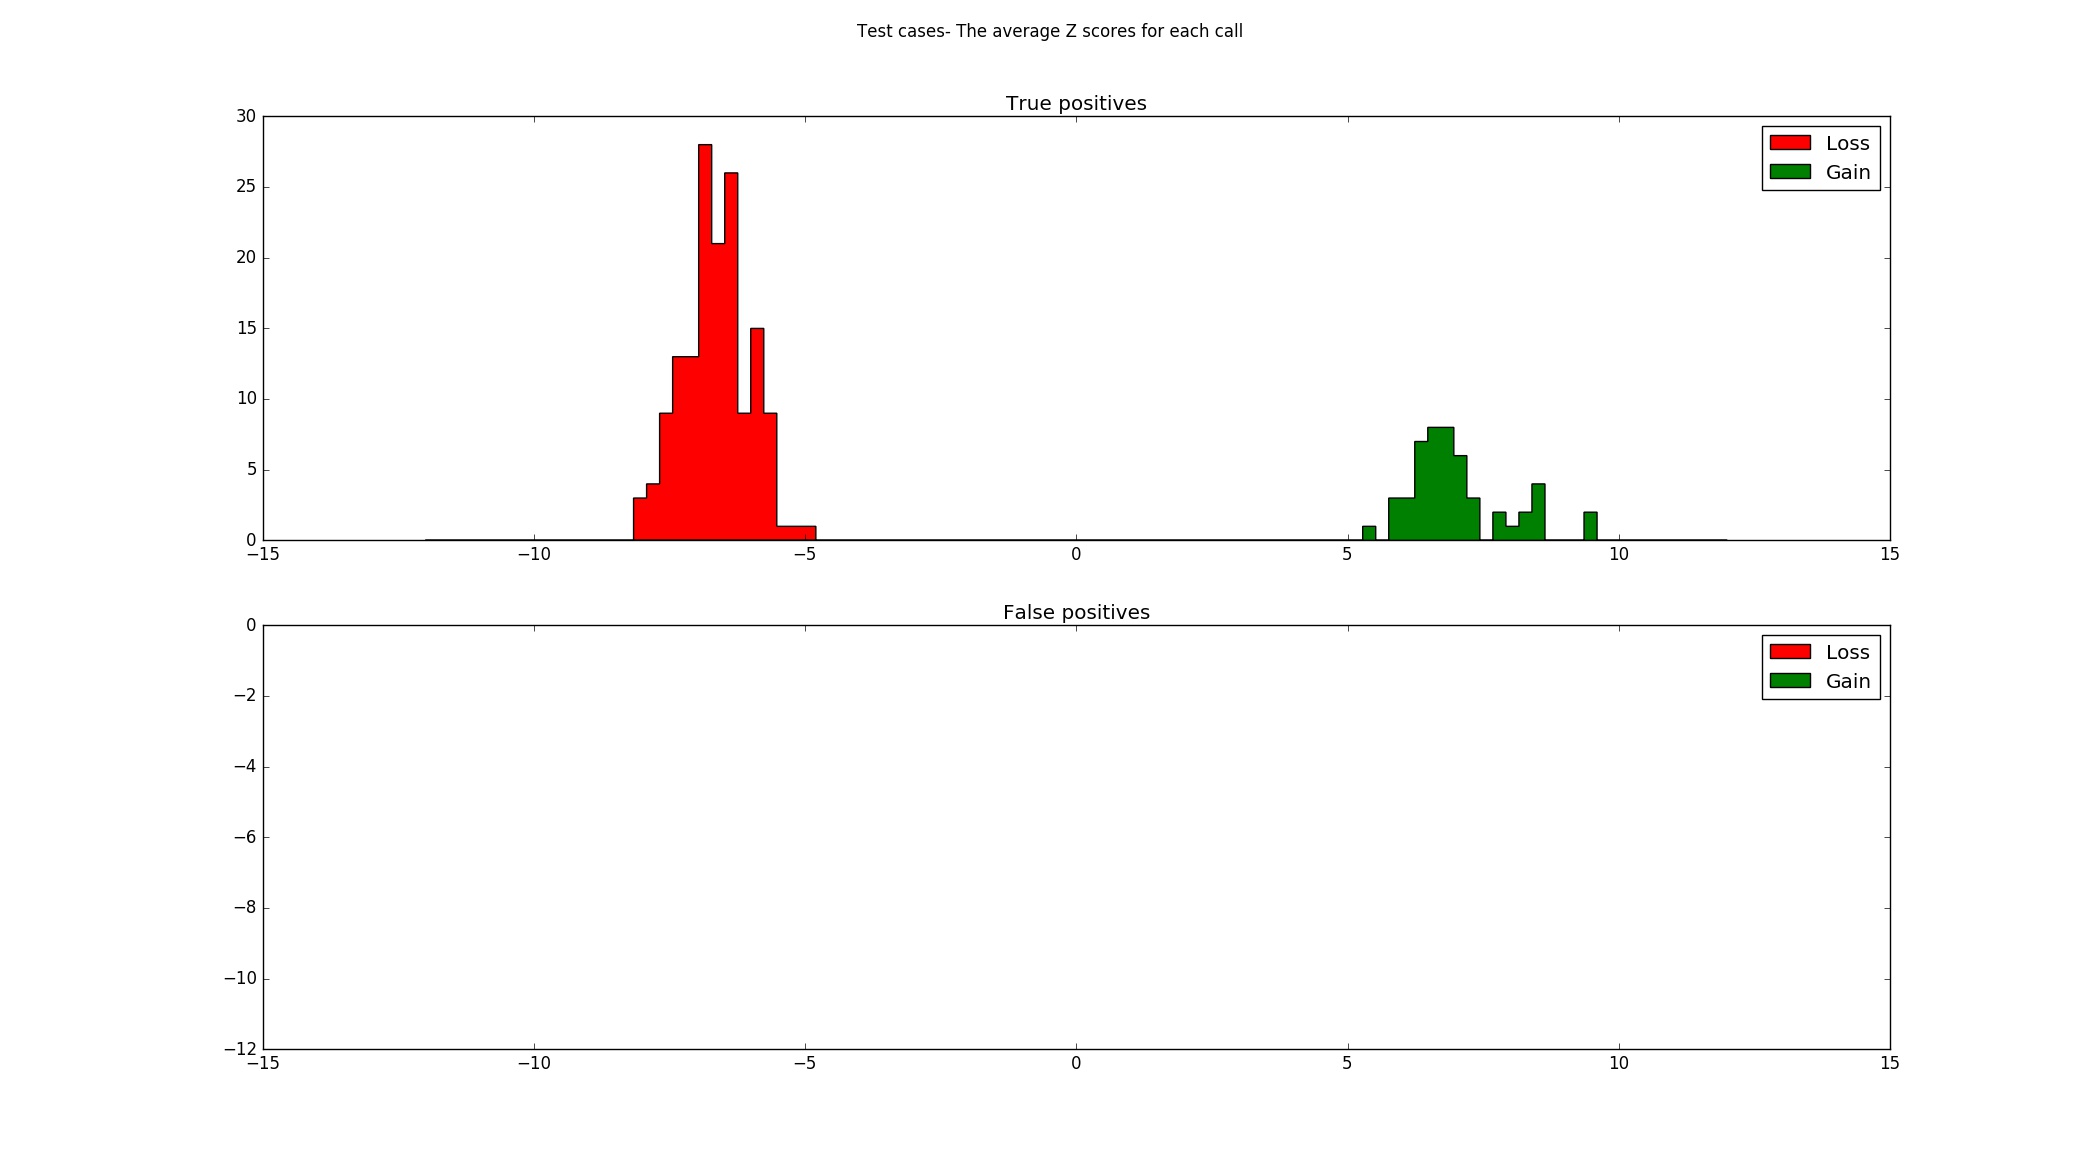 Test cases- The average Z scores for each call
True positives
30
25
20
15
10
5
0
Loss
Gain
−15 −10 −5 0 5 10 15
False positives
0
−2
−4
−6
−8
−10
−12
Loss
Gain
−15 −10 −5 0 5 10 15